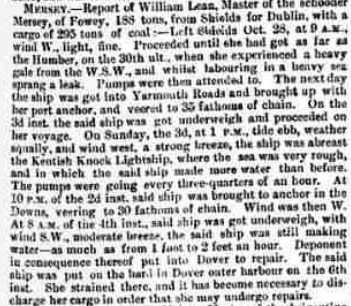 MERSEY.—Report of William Lean, Master of the schooner
Mersey, of Fowey, 188 tons, from Shields for Dublin, with a
cargo of 295 tons of coal:—Left Shields Oct. 28, at 9 A.M.,
wind W., light, fine. Proceeded until she had got as far as
the Humber, on the 30th ult., when she experienced a heavy
gale from the W.S.W., and whilst labouring in a heavy sea
sprang a leak. Pumps were then attended to. The next day
the ship was got into Yarmouth Roads and brought up with
her port anchor, and veered to 35 fathoms of chain. On the
3d inst. the said ship was got underweigh and proceeded on
her voyage. On Sunday, the 3d, at 1 P.M., tide ebb, weather
squally, and wind west, a strong breeze, the ship was abreast
the Kentish Knock Lightship, where the sea was very rough,
and in which the said ship made more water than before.
The pumps were going every three-quarters of an hour. At
10 P.M. of the 2d inst. said ship was brought to anchor in the
Downs, veering to 30 fathoms of chain. Wind was then W.
At 8 A.M. of the 4th inst., said ship was got underweigh, with
wind S.W., moderate breeze, the said ship was still making
water—as much as from 1 foot to 2 feet an hour. Deponent
in consequence thereof put into Dover to repair. The said
ship was put on the hard in Dover outer harbour on the 6th
inst. She strained there, and it has become necessary to dis-
charge her cargo in order that she may undergo repairs.